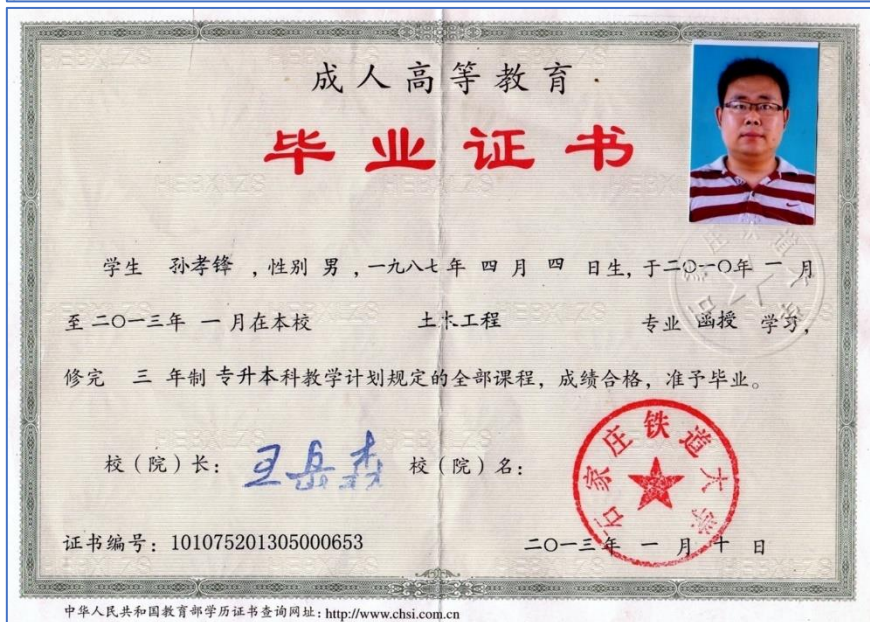 成人高等教育
毕业证书
学生 孙孝锋 ，性别 男 ，一九八七年 四 月 四 日生，于二〇一〇年 一 月
至 二〇一三年 一 月在本校 土木工程 专业 函授 学习，
修完 三 年制 专升本科教学计划规定的全部课程，成绩合格，准予毕业。
校（院）长： 王岳森 校（院）名：
石家庄铁道大学
证书编号：101075201305000653 二〇一三年 一 月 十 日
中华人民共和国教育部学历证书查询网址：http://www.chsi.com.cn